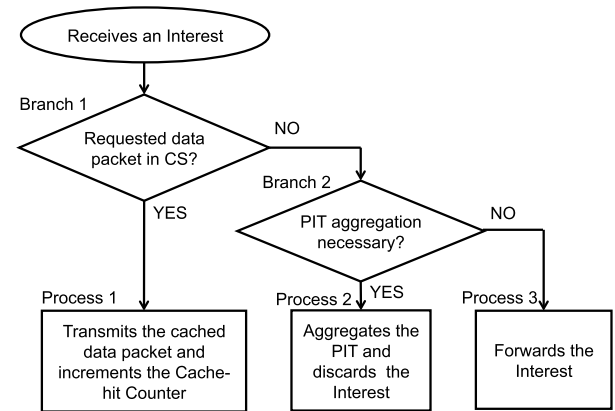 Receives an Interest
Branch 1
Requested data
packet in CS?
NO
YES
Branch 2
PIT aggregation
necessary?
NO
YES
Process 1
Transmits the cached
data packet and
increments the Cache-
hit Counter
Process 2
Aggregates the
PIT and
discards the
Interest
Process 3
Forwards the
Interest